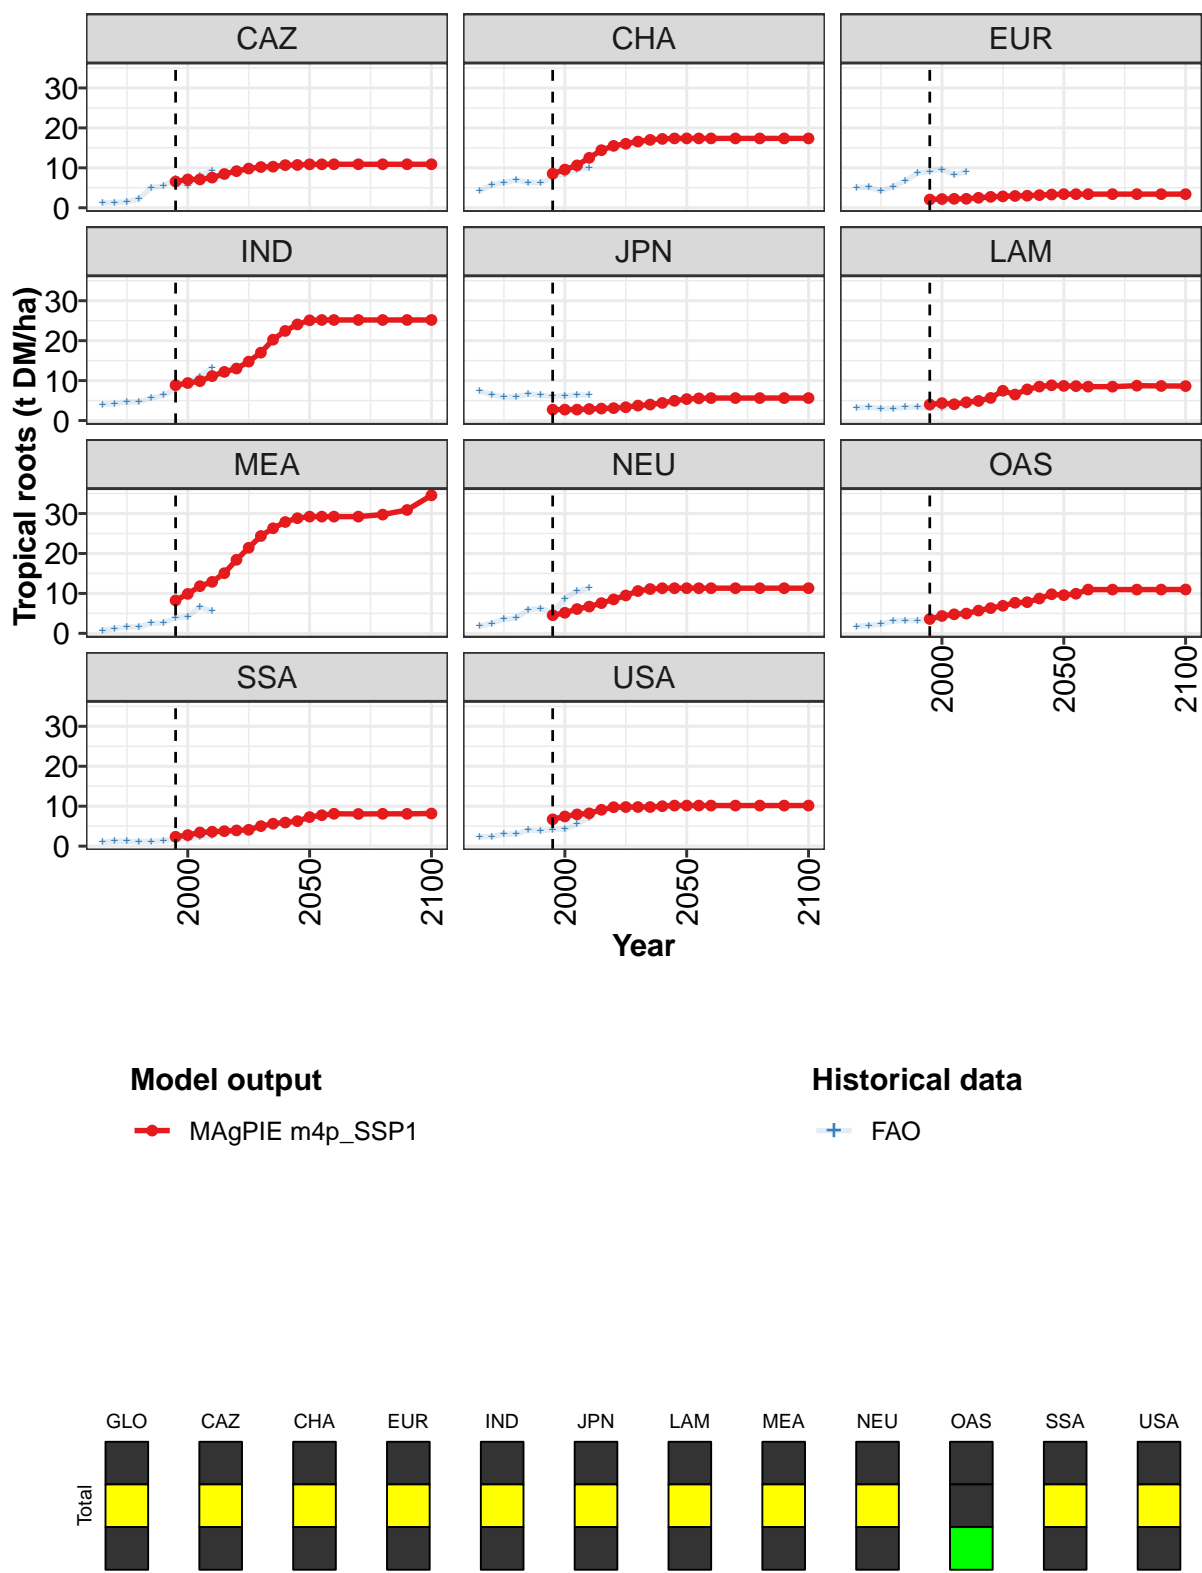 CAZ CHA EUR
30
20
10
0
IND JPN LAM
30
20
10
0
MEA NEU OAS
30
20
10
0
2000 2050 2100
SSA USA
30
20
10
0
2000 2050 2100 2000 2050 2100
Tropical roots (t DM/ha)
Year
Model output
MAgPIE m4p_SSP1
Historical data
FAO
GLO CAZ CHA EUR IND JPN LAM MEA NEU OAS SSA USA
Total